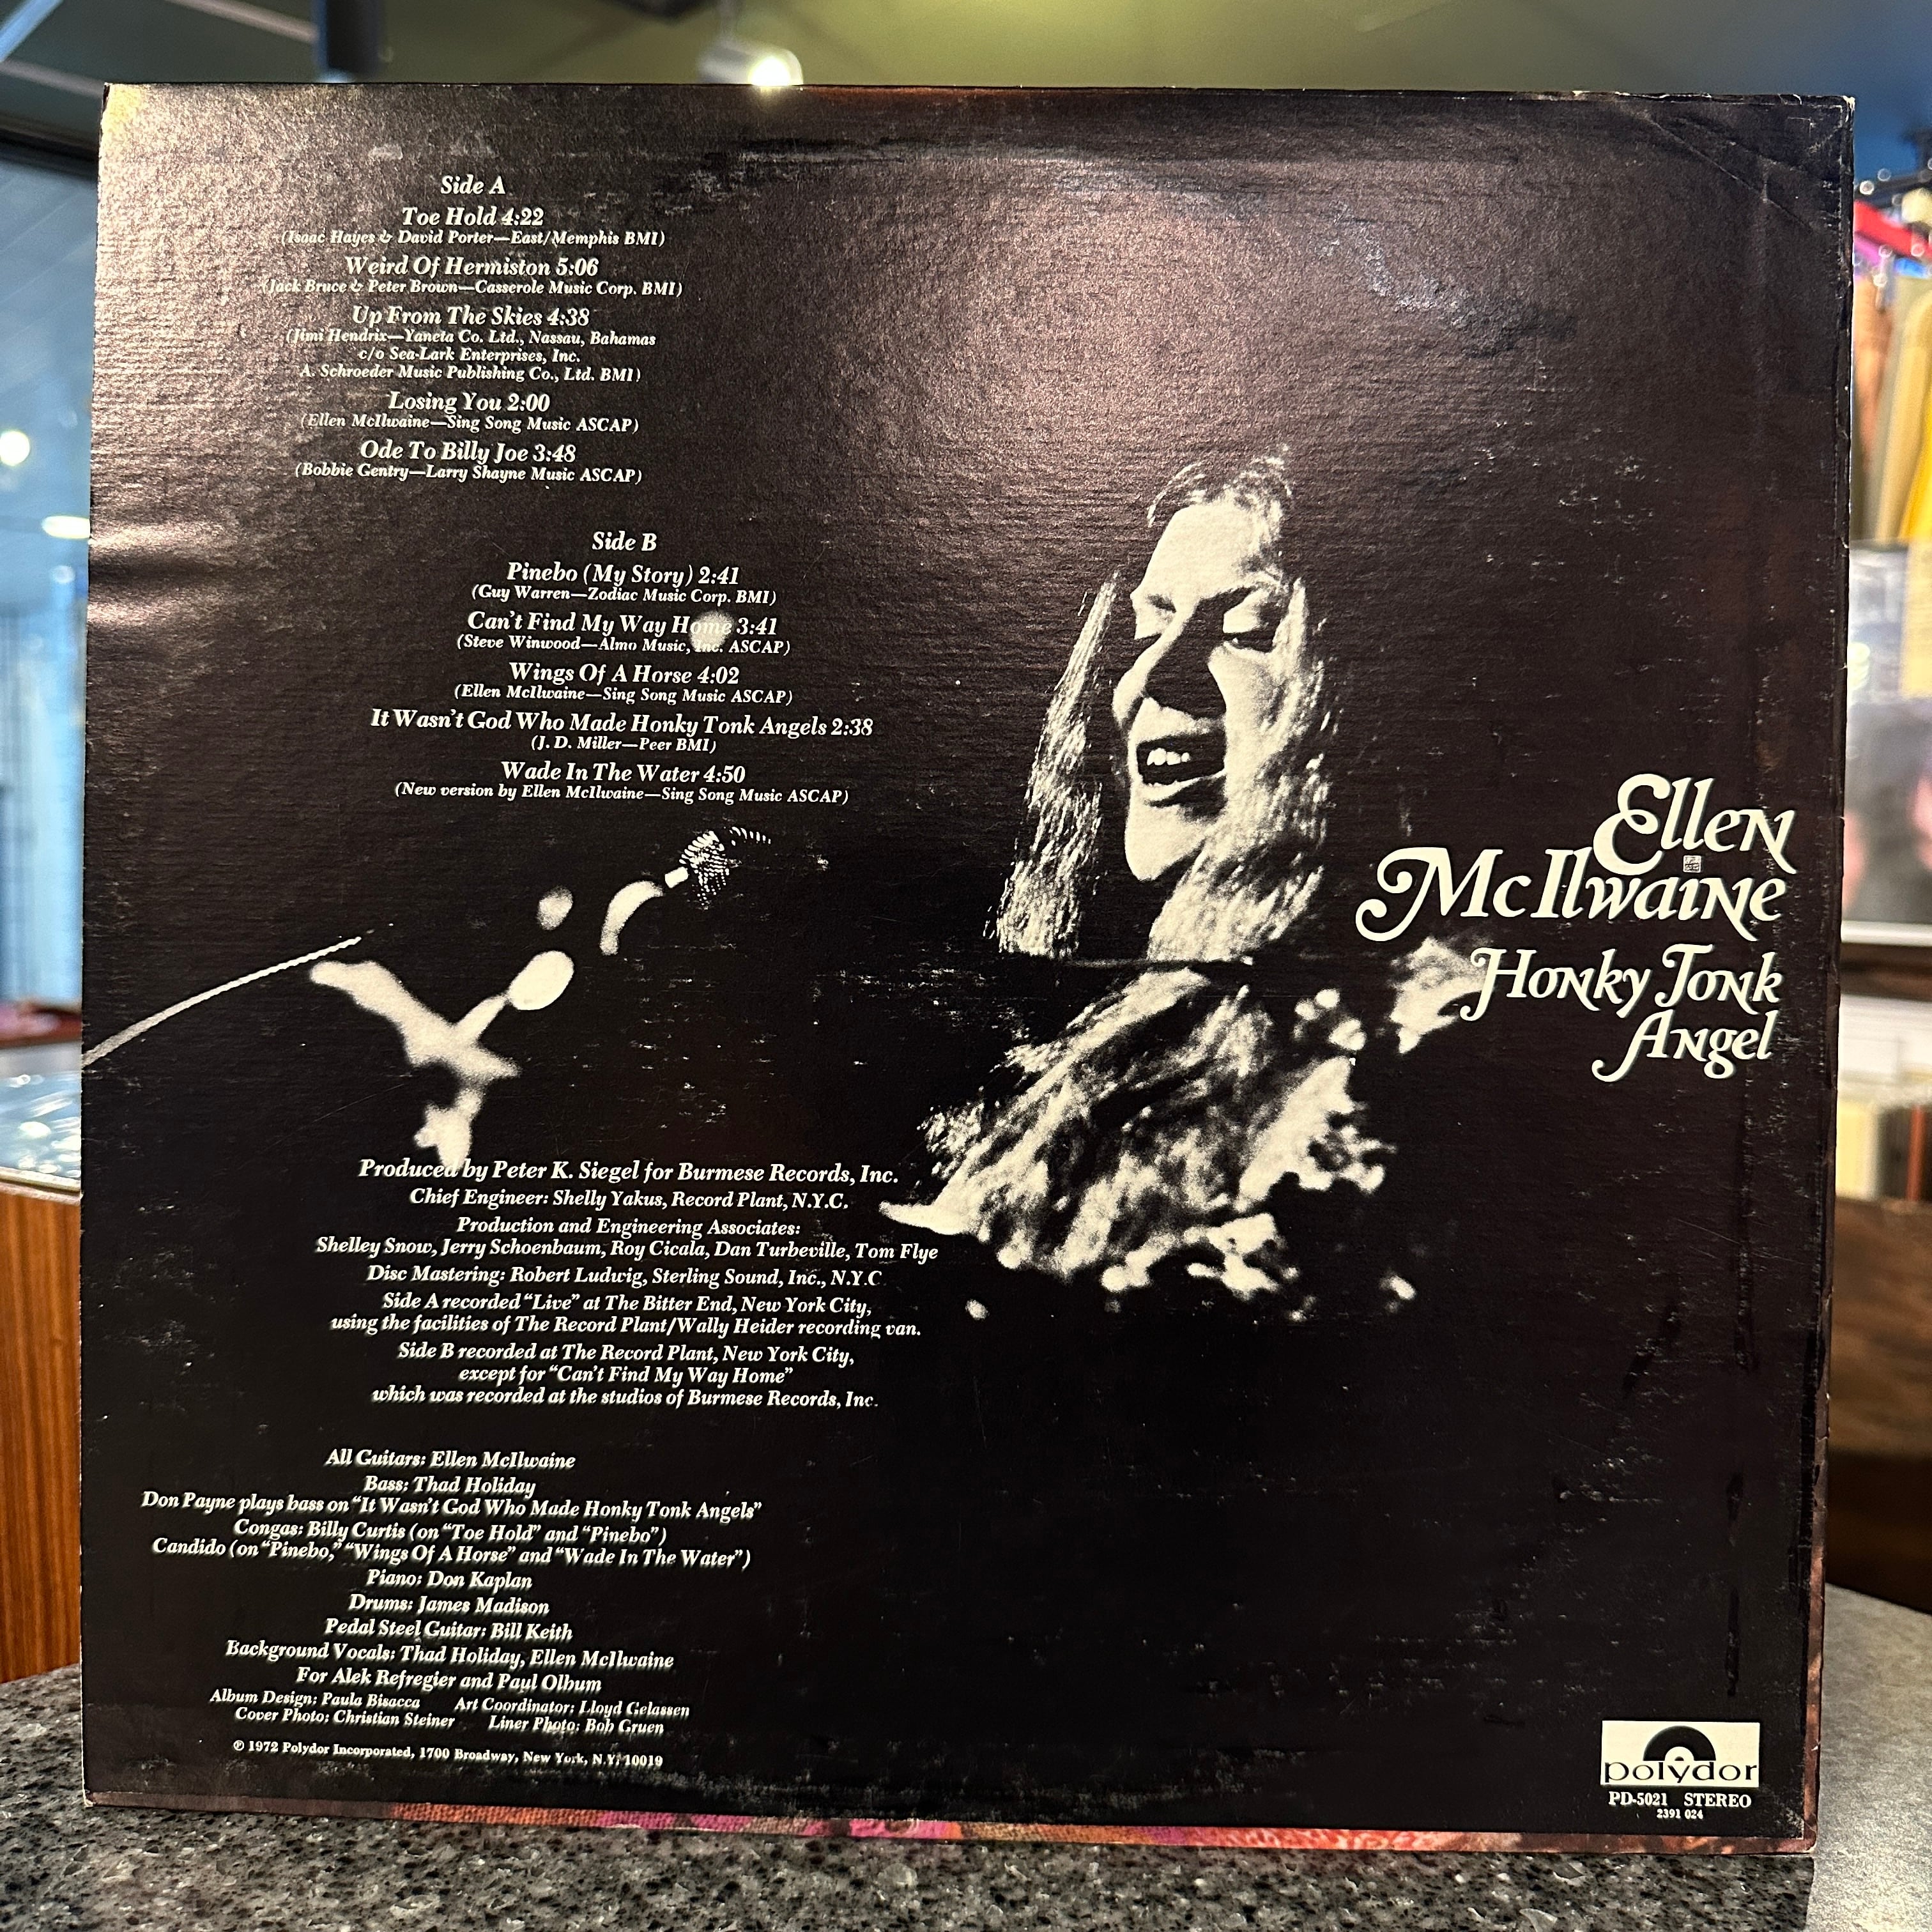 Side A
Toe Hold 4:22
(Isaac Hayes & David Porter—East/Memphis BMI)
Weird Of Hermiston 5:06
(Jack Bruce & Peter Brown—Casserole Music Corp. BMI)
Up From The Skies 4:38
(Jimi Hendrix—Yaneta Co. Ltd., Nassau, Bahamas
c/o Sea-Lark Enterprises, Inc.
A. Schroeder Music Publishing Co., Ltd. BMI)
Losing You 2:00
(Ellen McIlwaine—Sing Song Music ASCAP)
Ode To Billy Joe 3:48
(Bobbie Gentry—Larry Shayne Music ASCAP)
Side B
Pinebo (My Story) 2:41
(Guy Warren—Zodiac Music Corp. BMI)
Can't Find My Way Home 3:41
(Steve Winwood—Almo Music, Inc. ASCAP)
Wings Of A Horse 4:02
(Ellen McIlwaine—Sing Song Music ASCAP)
It Wasn't God Who Made Honky Tonk Angels 2:38
(J. D. Miller—Peer BMI)
Wade In The Water 4:50
(New version by Ellen McIlwaine—Sing Song Music ASCAP)
Ellen
McIlwaine
Honky Tonk
Angel
Produced by Peter K. Siegel for Burmese Records, Inc.
Chief Engineer: Shelly Yakus, Record Plant, N.Y.C.
Production and Engineering Associates:
Shelley Snow, Jerry Schoenbaum, Roy Cicala, Dan Turbeville, Tom Flye
Disc Mastering: Robert Ludwig, Sterling Sound, Inc., N.Y.C
Side A recorded "Live" at The Bitter End, New York City,
using the facilities of The Record Plant/Wally Heider recording van.
Side B recorded at The Record Plant, New York City,
except for "Can't Find My Way Home"
which was recorded at the studios of Burmese Records, Inc.
All Guitars: Ellen McIlwaine
Bass: Thad Holiday
Don Payne plays bass on "It Wasn't God Who Made Honky Tonk Angels"
Congas: Billy Curtis (on "Toe Hold" and "Pinebo")
Candido (on "Pinebo," "Wings Of A Horse" and "Wade In The Water")
Piano: Don Kaplan
Drums: James Madison
Pedal Steel Guitar: Bill Keith
Background Vocals: Thad Holiday, Ellen McIlwaine
For Alek Refregier and Paul Olbum
Album Design: Paula Bisacca Art Coordinator: Lloyd Gelassen
Cover Photo: Christian Steiner Liner Photo: Bob Gruen
℗ 1972 Polydor Incorporated, 1700 Broadway, New York, N.Y. 10019
polydor
PD-5021 STEREO
2391 024